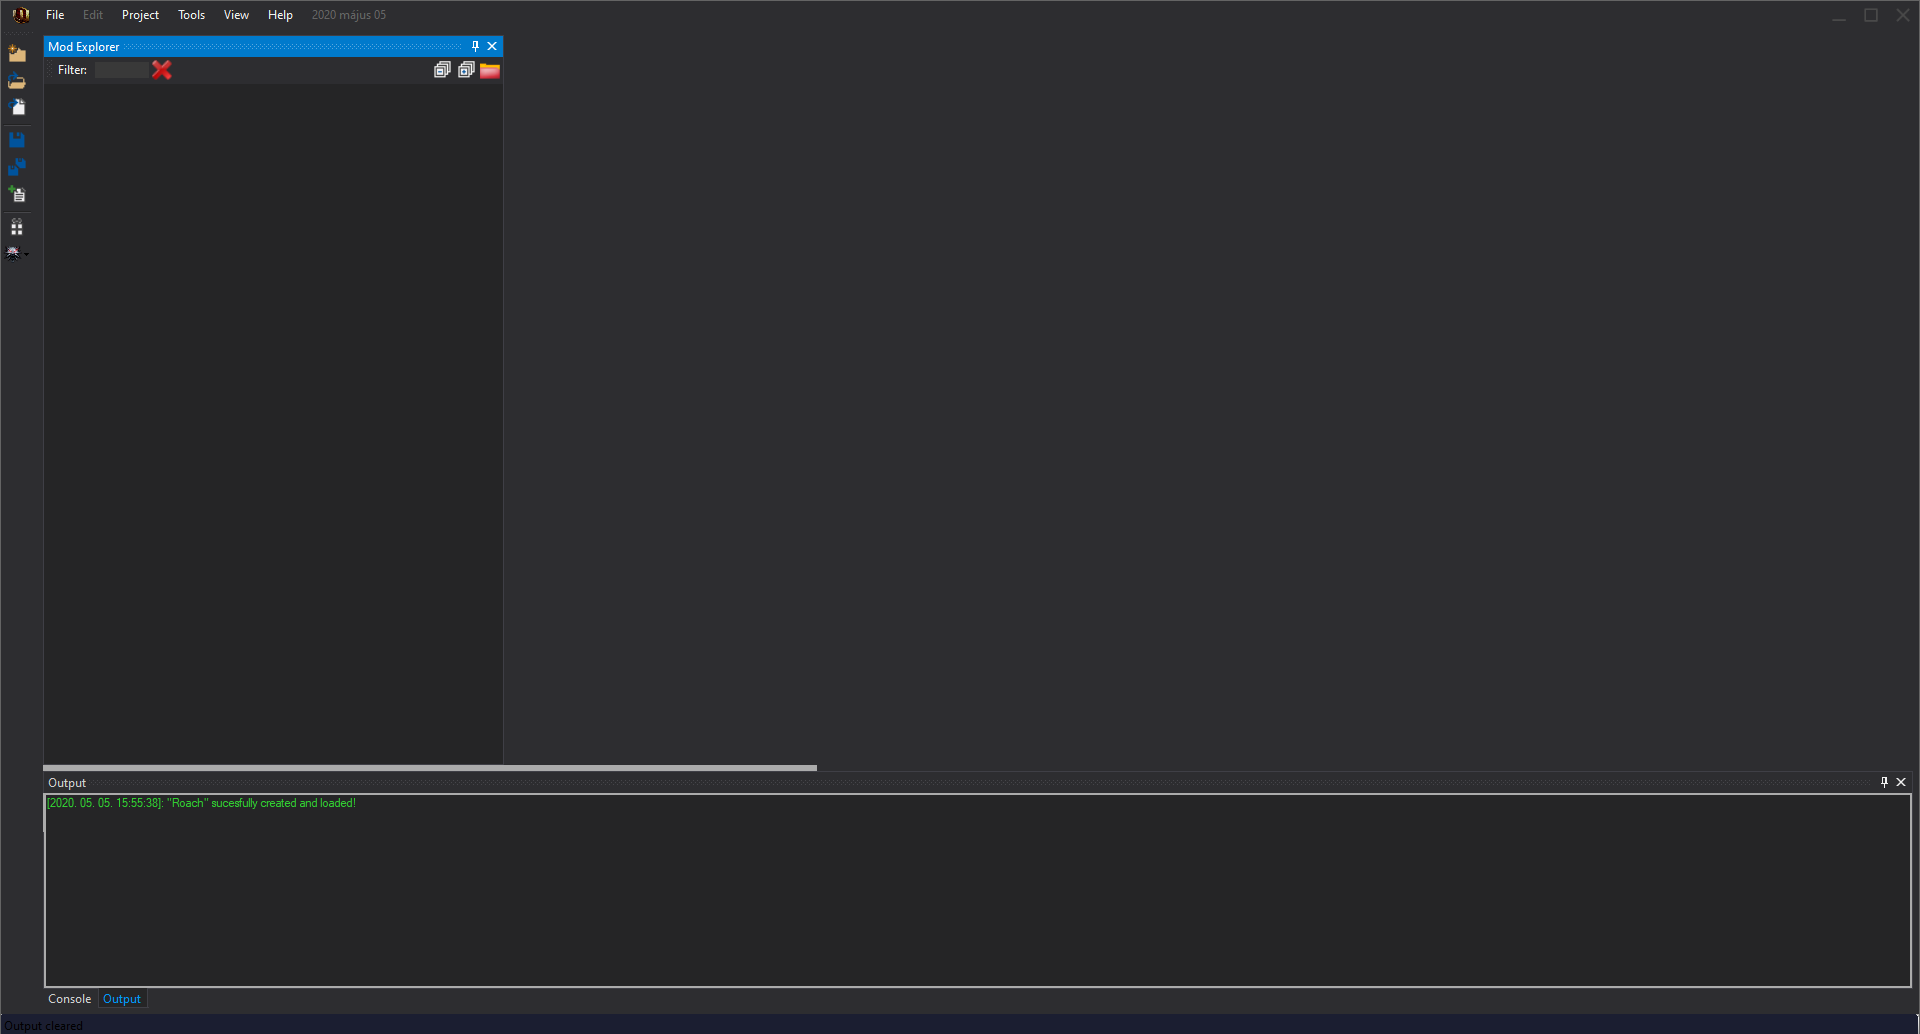 File Edit Project Tools View Help 2020 május 05
Mod Explorer
Filter:
Output
[2020. 05. 05. 15:55:38]: "Roach" sucesfully created and loaded!
Console Output
Output cleared